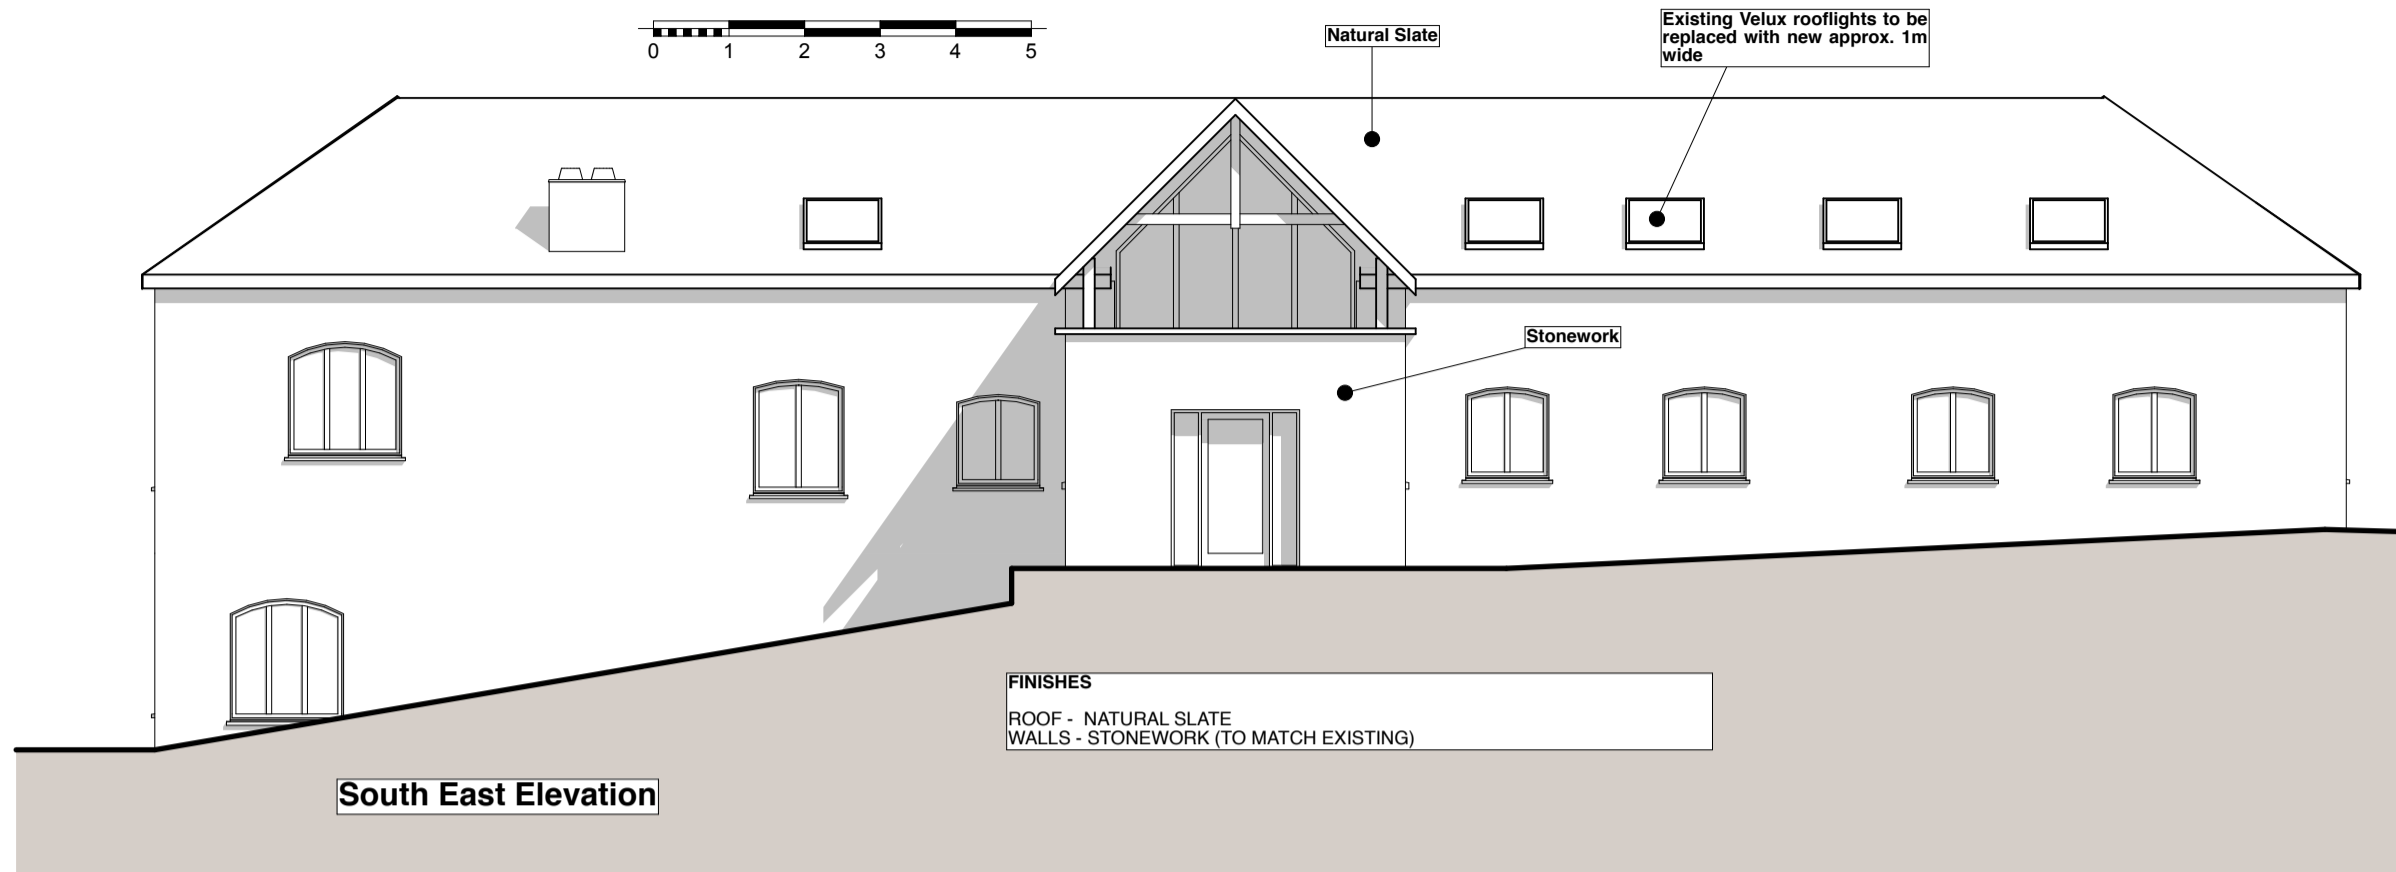 0 1 2 3 4 5
Natural Slate
Existing Velux rooflights to be
replaced with new approx. 1m
wide
Stonework
FINISHES
ROOF - NATURAL SLATE
WALLS - STONEWORK (TO MATCH EXISTING)
South East Elevation